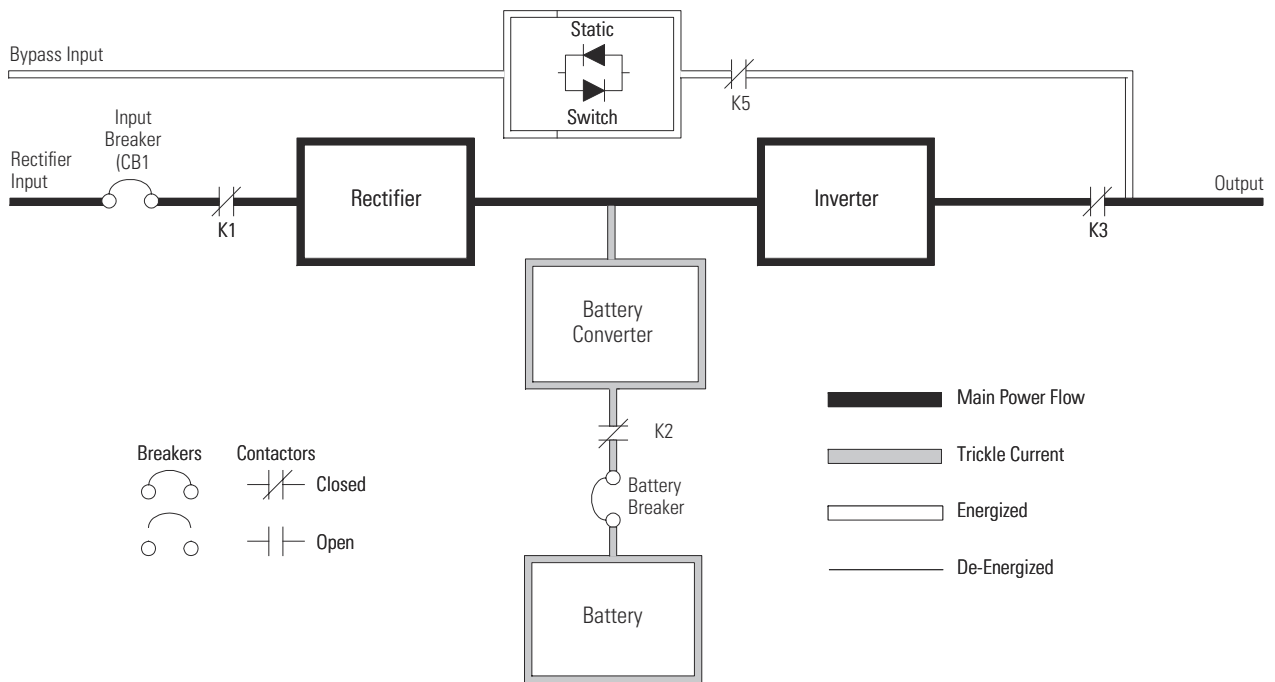 Static
Bypass Input
K5
Switch
Input
Breaker
(CB1
Rectifier
Input
Rectifier
Inverter
Output
K1
K3
Battery
Converter
Main Power Flow
K2
Breakers
Contactors
Trickle Current
Closed
Battery
Breaker
Energized
Open
De-Energized
Battery